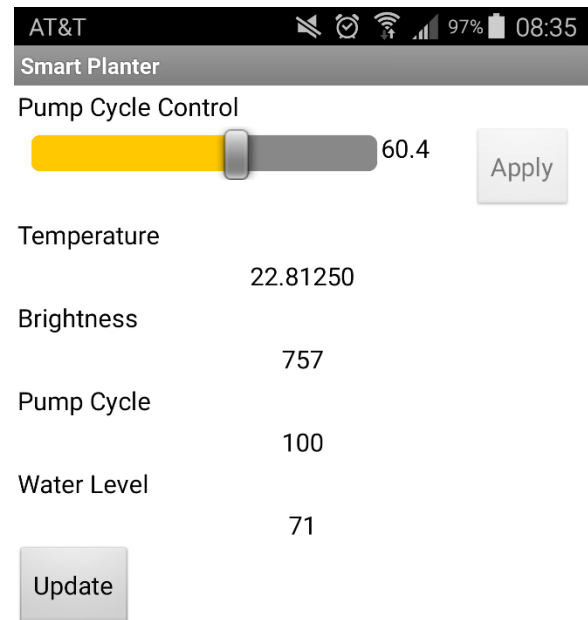 AT&T 97% 08:35
Smart Planter
Pump Cycle Control
60.4
Apply
Temperature
22.81250
Brightness
757
Pump Cycle
100
Water Level
71
Update